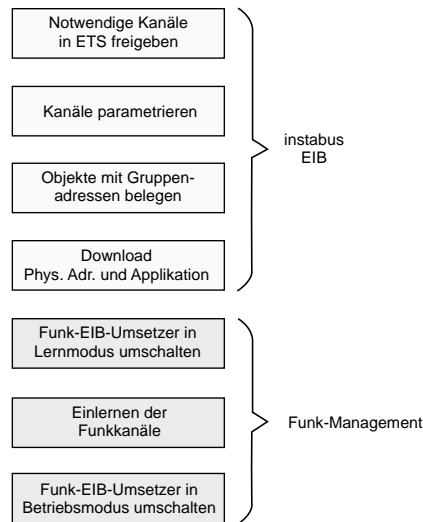 Notwendige Kanäle
in ETS freigeben
Kanäle parametrieren
instabus
EIB
Objekte mit Gruppen-
adressen belegen
Download
Phys. Adr. und Applikation
Funk-EIB-Umsetzer in
Lernmodus umschalten
Einlernen der
Funkkanäle
Funk-Management
Funk-EIB-Umsetzer in
Betriebsmodus umschalten